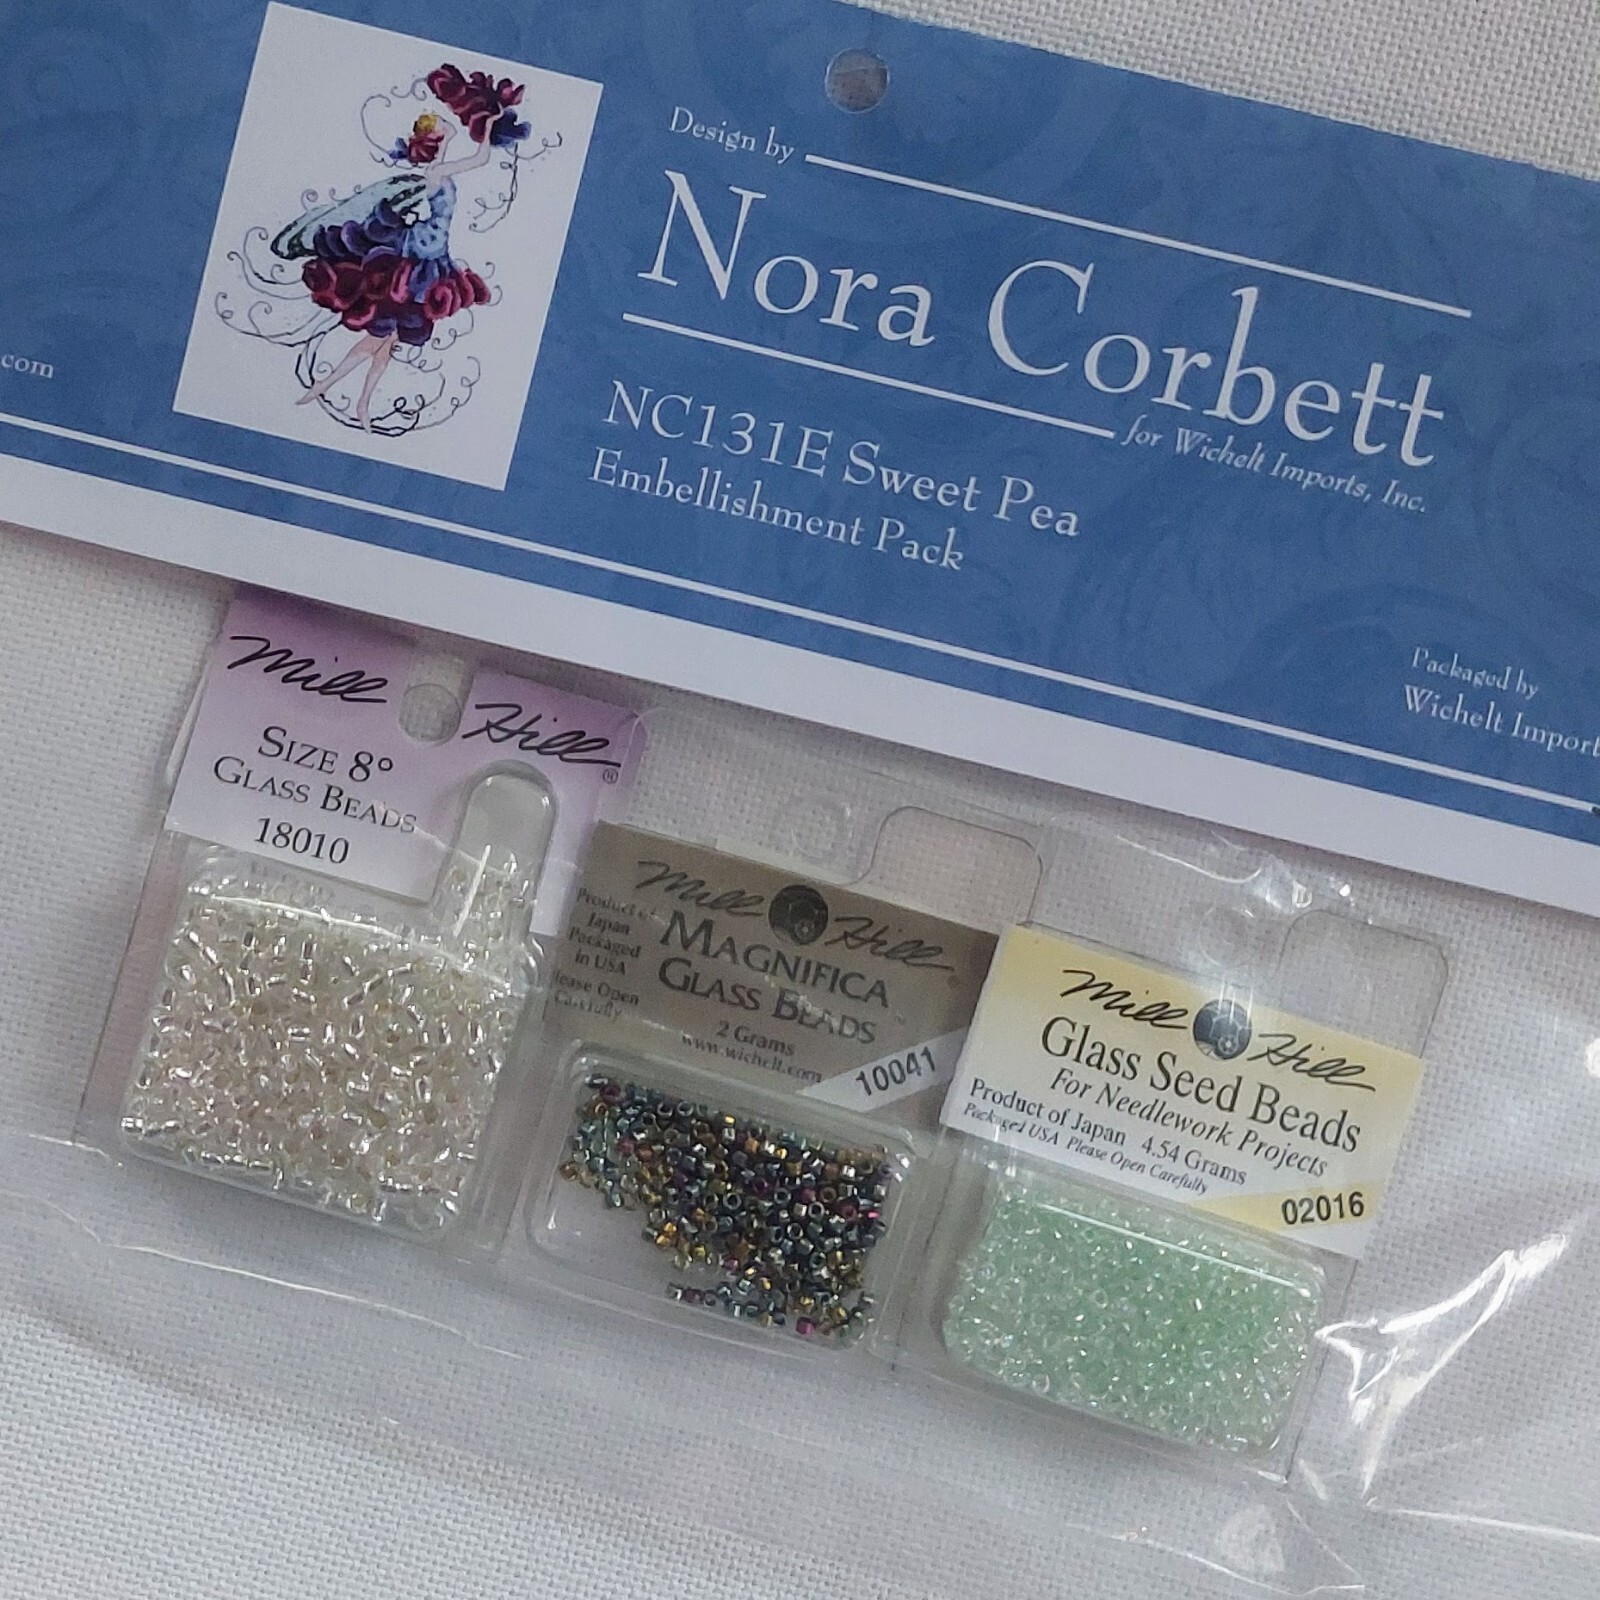 Design by
Nora Corbett
for Wichelt Imports, Inc.
NC131E Sweet Pea
Embellishment Pack
.com
Packaged by
Wichelt Import
Mill Hill®
SIZE 8°
GLASS BEADS
18010
Mill Hill
Product of
Japan
Packaged
in USA
lease Open
Carefully
MAGNIFICA
GLASS BEADS™
2 Grams
www.wichelt.com
10041
Mill Hill
Glass Seed Beads
For Needlework Projects
Product of Japan 4.54 Grams
Packaged USA Please Open Carefully
02016